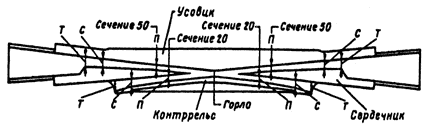 Сечение 50
Усовик
Сечение 20
Сечение 50
Т
С
П
Сечение 20
П
С
Т
Т
С
П
Контррельс
Горло
П
С
Т
Сердечник